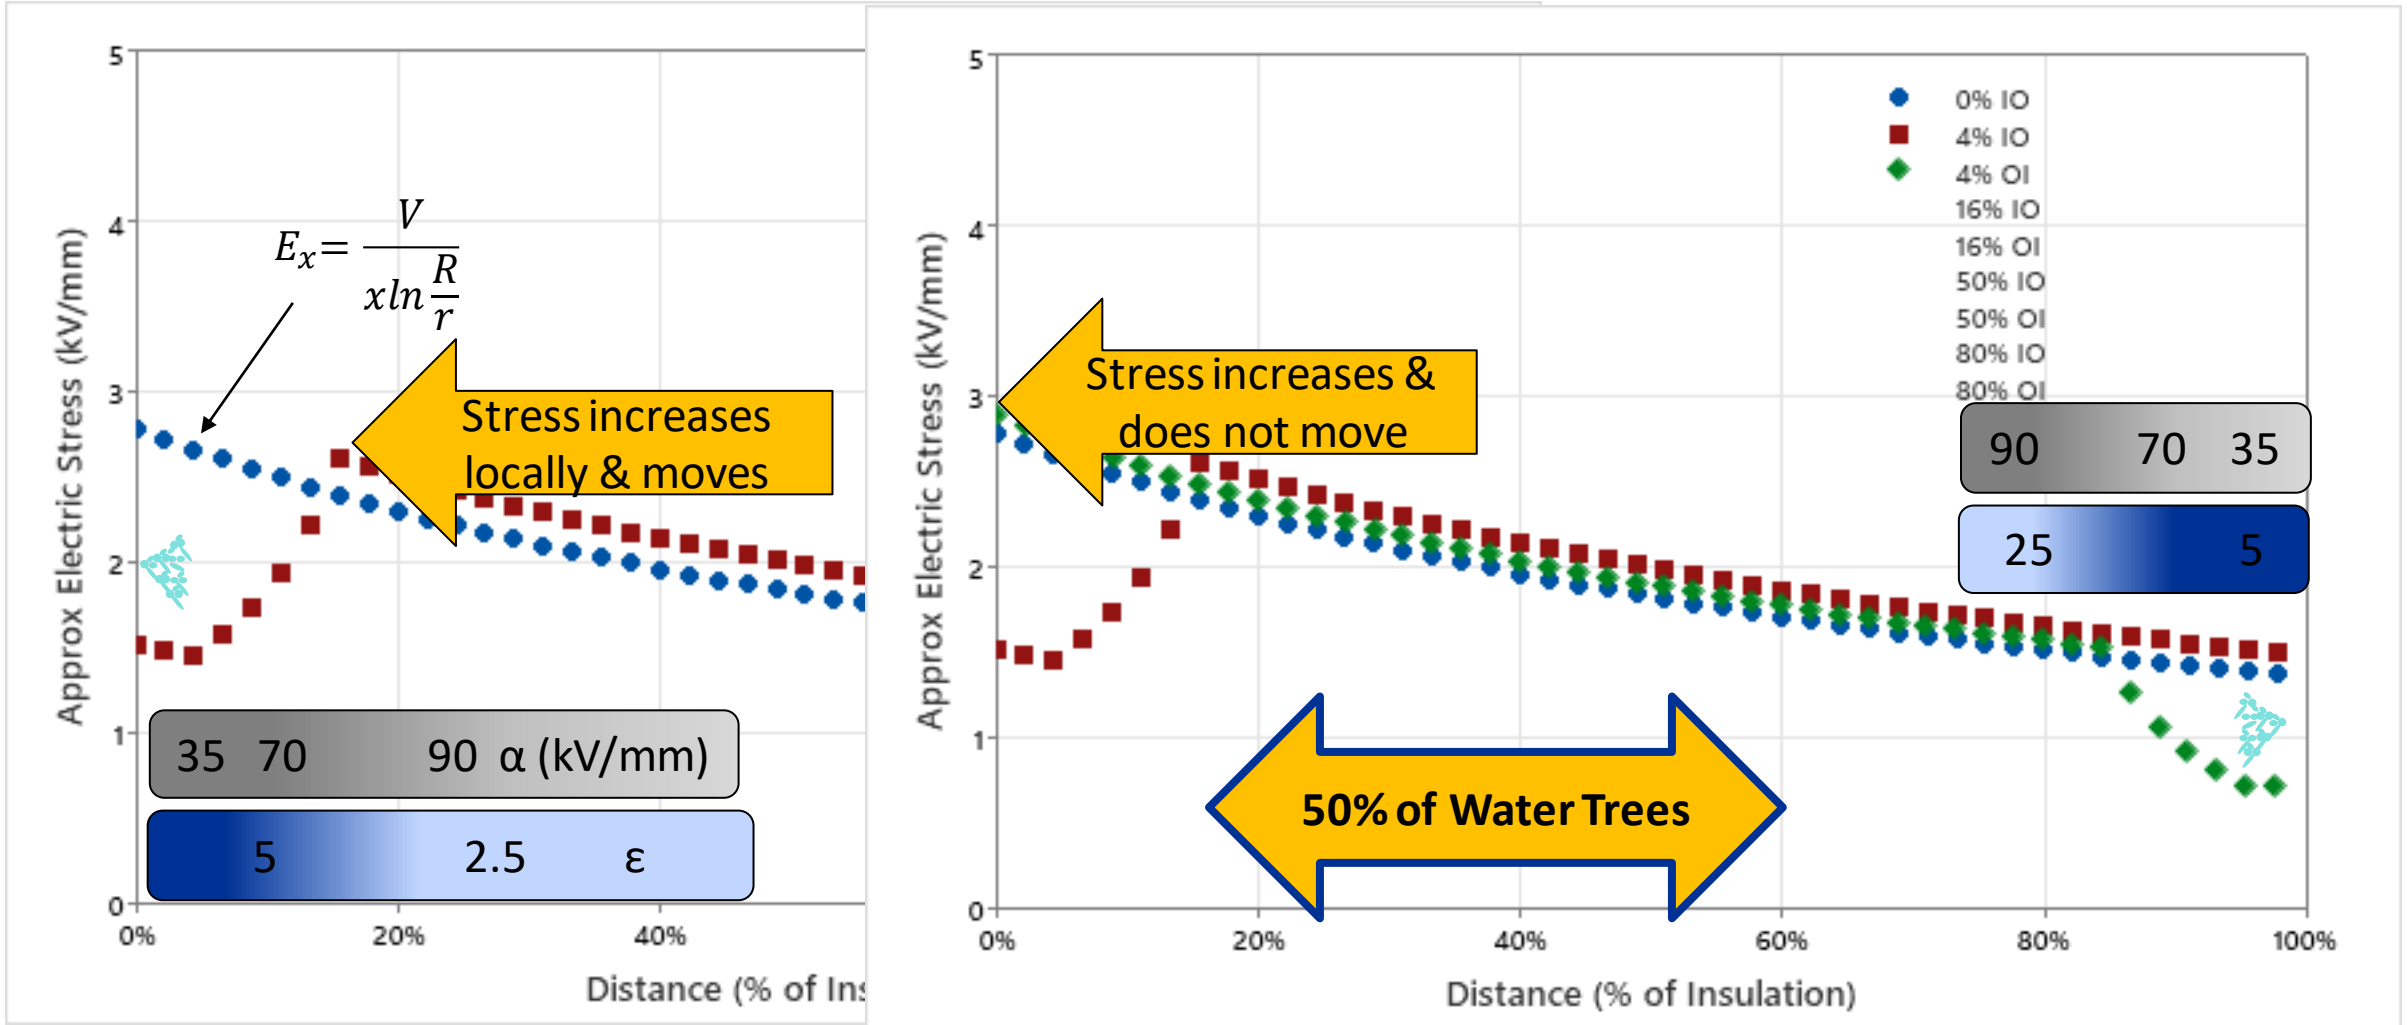 5
4
3
2
1
0
Approx Electric Stress (kV/mm)
E_x = V / (x ln R/r)
Stress increases
locally & moves
35 70 90 α (kV/mm)
5 2.5 ε
0% 20% 40%
Distance (% of Ins
5
4
3
2
1
0
Approx Electric Stress (kV/mm)
0% IO
4% IO
4% OI
16% IO
16% OI
50% IO
50% OI
80% IO
80% OI
Stress increases &
does not move
90 70 35
25 5
50% of Water Trees
0% 20% 40% 60% 80% 100%
Distance (% of Insulation)